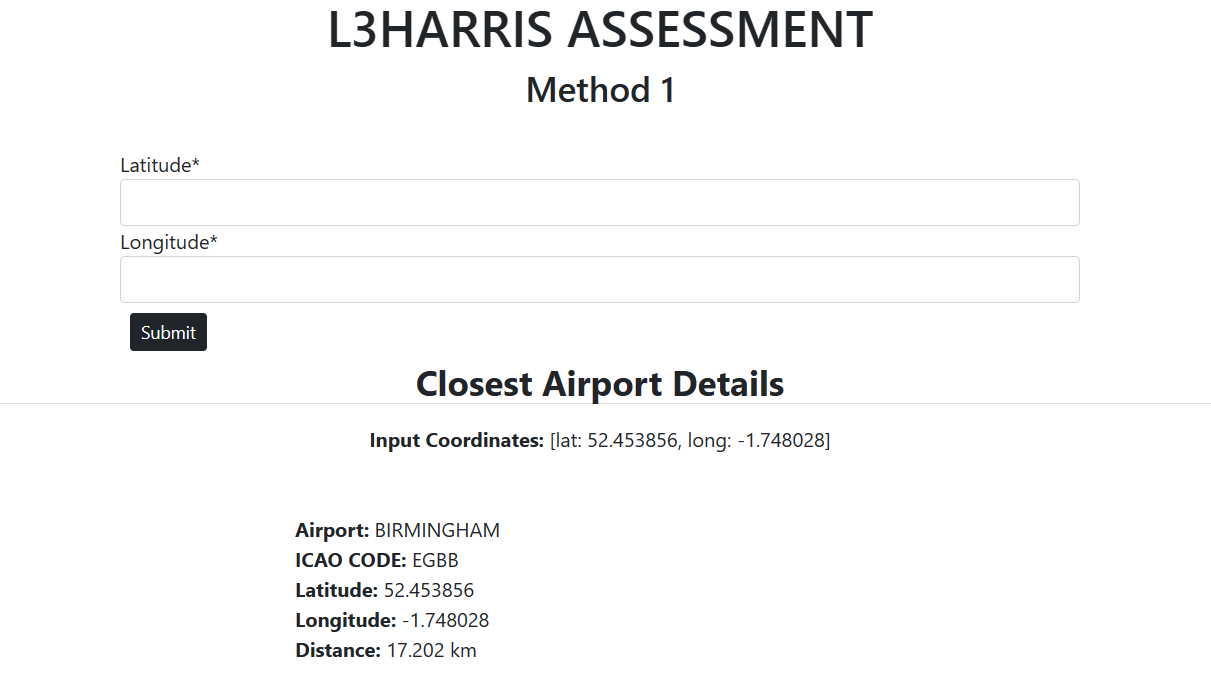 L3HARRIS ASSESSMENT
Method 1
Latitude*
Longitude*
Submit
Closest Airport Details
Input Coordinates: [lat: 52.453856, long: -1.748028]
Airport: BIRMINGHAM
ICAO CODE: EGBB
Latitude: 52.453856
Longitude: -1.748028
Distance: 17.202 km